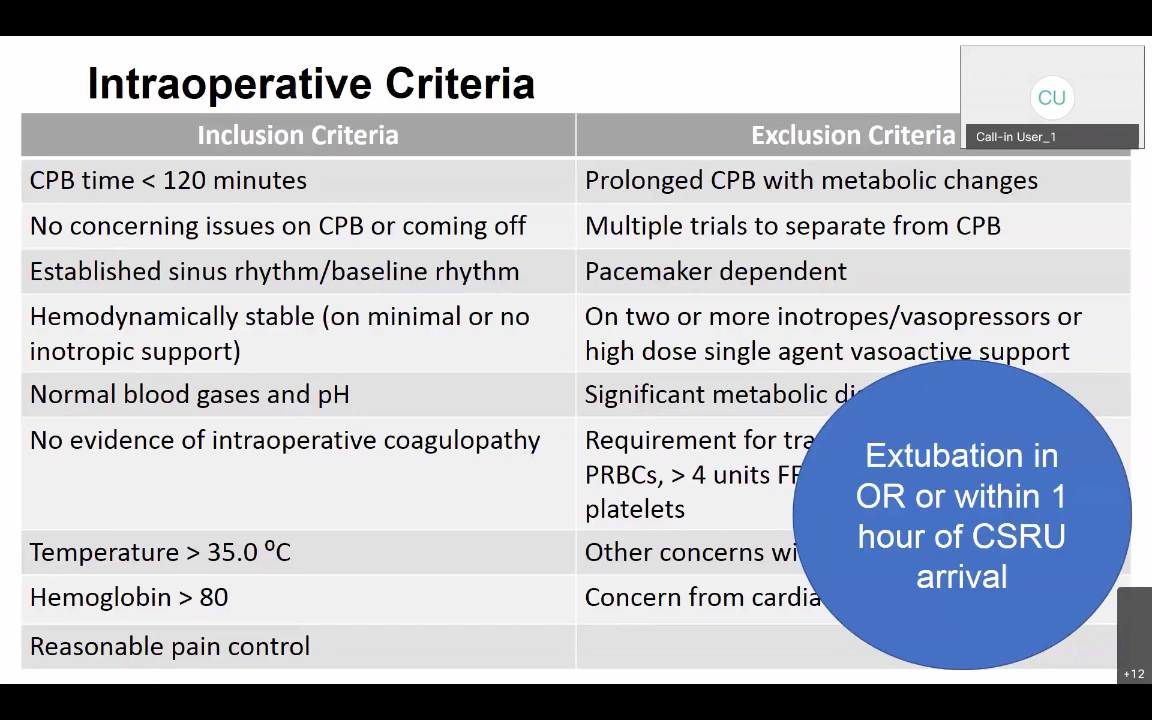 Intraoperative Criteria
CU
Call-in User_1
Inclusion Criteria
Exclusion Criteria
CPB time < 120 minutes
Prolonged CPB with metabolic changes
No concerning issues on CPB or coming off
Multiple trials to separate from CPB
Established sinus rhythm/baseline rhythm
Pacemaker dependent
Hemodynamically stable (on minimal or no
inotropic support)
On two or more inotropes/vasopressors or
high dose single agent vasoactive support
Normal blood gases and pH
Significant metabolic
No evidence of intraoperative coagulopathy
Requirement for
PRBCs, > 4 units
platelets
Temperature > 35.0 ⁰C
Other concerns
Hemoglobin > 80
Concern from
Reasonable pain control
Extubation in
OR or within 1
hour of CSRU
arrival
+12